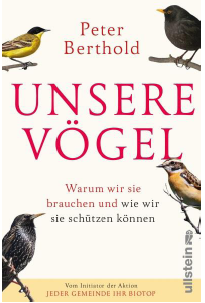 Peter
Berthold
UNSERE
VÖGEL
Warum wir sie
brauchen und wie wir
sie schützen können
ullstein
Vom Initiator der Aktion
JEDER GEMEINDE IHR BIOTOP